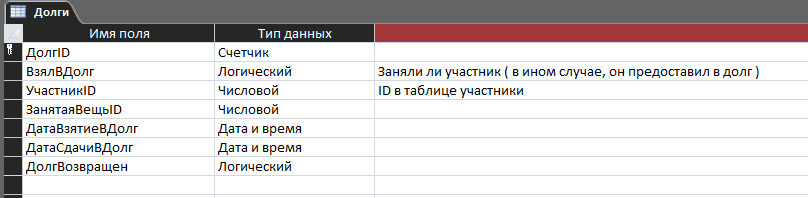 Долги
Имя поля Тип данных
ДолгID Счетчик
ВзялВДолг Логический Заняли ли участник ( в ином случае, он предоставил в долг )
УчастникID Числовой ID в таблице участники
ЗанятаяВещьID Числовой
ДатаВзятиеВДолг Дата и время
ДатаСдачиВДолг Дата и время
ДолгВозвращен Логический